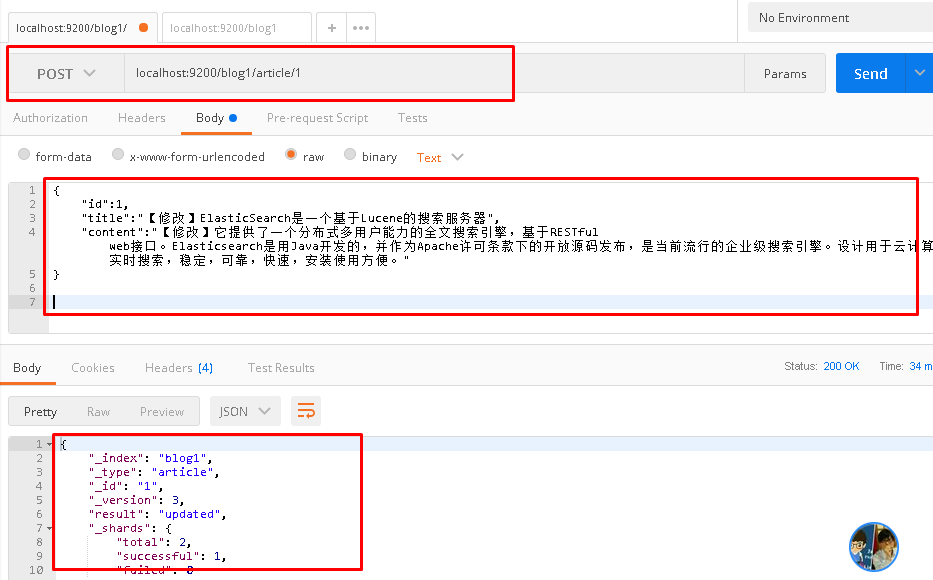 localhost:9200/blog1/
localhost:9200/blog1
+
•••
No Environment
POST
localhost:9200/blog1/article/1
Params
Send
Authorization
Headers
Body
Pre-request Script
Tests
form-data
x-www-form-urlencoded
raw
binary
Text
1 {
2 "id":1,
3 "title":"【修改】ElasticSearch是一个基于Lucene的搜索服务器",
4 "content":"【修改】它提供了一个分布式多用户能力的全文搜索引擎，基于RESTful
web接口。Elasticsearch是用Java开发的，并作为Apache许可条款下的开放源码发布，是当前流行的企业级搜索引擎。设计用于云计算
实时搜索，稳定，可靠，快速，安装使用方便。"
5 }
6
7
Body
Cookies
Headers (4)
Test Results
Status: 200 OK
Time: 34 m
Pretty
Raw
Preview
JSON
1 {
2 "_index": "blog1",
3 "_type": "article",
4 "_id": "1",
5 "_version": 3,
6 "result": "updated",
7 "_shards": {
8 "total": 2,
9 "successful": 1,
10 "failed": 0